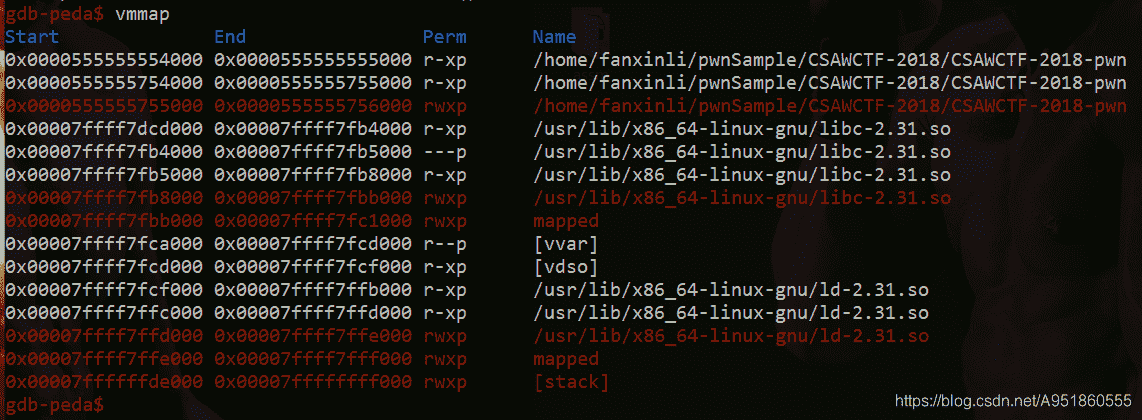 gdb-peda$ vmmap
Start End Perm Name
0x0000555555554000 0x0000555555555000 r-xp /home/fanxinli/pwnSample/CSAWCTF-2018/CSAWCTF-2018-pwn
0x0000555555754000 0x0000555555755000 r-xp /home/fanxinli/pwnSample/CSAWCTF-2018/CSAWCTF-2018-pwn
0x0000555555755000 0x0000555555756000 rwxp /home/fanxinli/pwnSample/CSAWCTF-2018/CSAWCTF-2018-pwn
0x00007ffff7dcd000 0x00007ffff7fb4000 r-xp /usr/lib/x86_64-linux-gnu/libc-2.31.so
0x00007ffff7fb4000 0x00007ffff7fb5000 ---p /usr/lib/x86_64-linux-gnu/libc-2.31.so
0x00007ffff7fb5000 0x00007ffff7fb8000 r-xp /usr/lib/x86_64-linux-gnu/libc-2.31.so
0x00007ffff7fb8000 0x00007ffff7fbb000 rwxp /usr/lib/x86_64-linux-gnu/libc-2.31.so
0x00007ffff7fbb000 0x00007ffff7fc1000 rwxp mapped
0x00007ffff7fca000 0x00007ffff7fcd000 r--p [vvar]
0x00007ffff7fcd000 0x00007ffff7fcf000 r-xp [vdso]
0x00007ffff7fcf000 0x00007ffff7ffb000 r-xp /usr/lib/x86_64-linux-gnu/ld-2.31.so
0x00007ffff7ffc000 0x00007ffff7ffd000 r-xp /usr/lib/x86_64-linux-gnu/ld-2.31.so
0x00007ffff7ffd000 0x00007ffff7ffe000 rwxp /usr/lib/x86_64-linux-gnu/ld-2.31.so
0x00007ffff7ffe000 0x00007ffff7fff000 rwxp mapped
0x00007ffffffde000 0x00007ffffffff000 rwxp [stack]
gdb-peda$
https://blog.csdn.net/A951860555